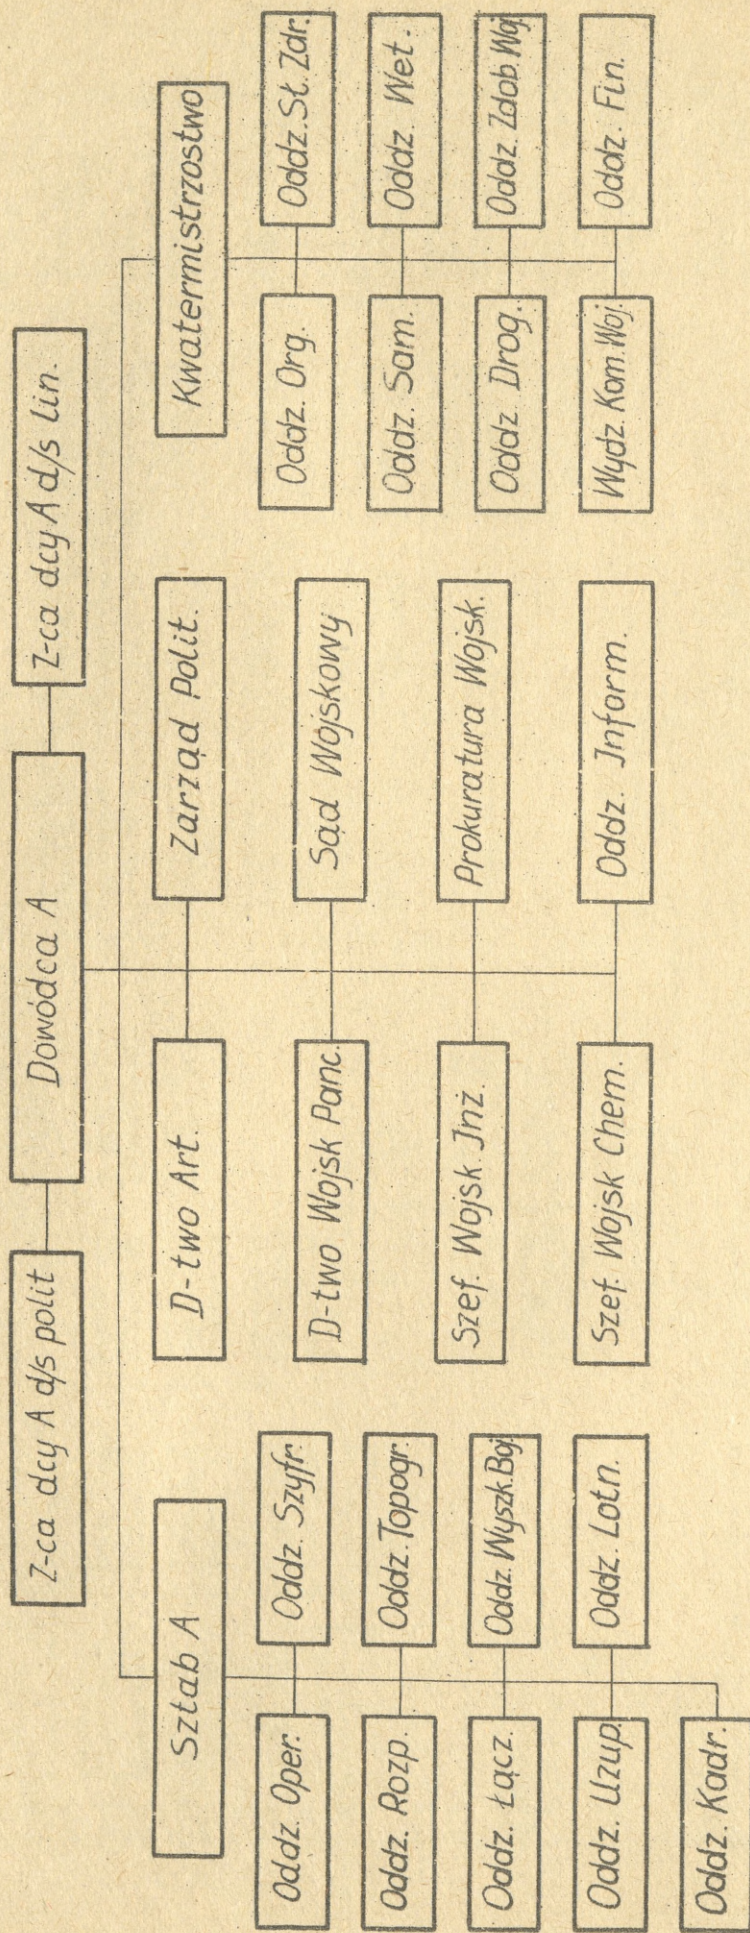 Dowódca A
Z-ca dcy A d/s polit
Z-ca dcy A d/s lin.
Sztab A
Oddz. Oper.
Oddz. Szyfr.
Oddz. Rozp.
Oddz. Topogr.
Oddz. Łącz.
Oddz. Wyszk. Boj.
Oddz. Uzup.
Oddz. Lotn.
Oddz. Kadr.
D-two Art.
Zarząd Polit.
D-two Wojsk Panc.
Sąd Wojskowy
Szef. Wojsk Jnż.
Prokuratura Wojsk.
Szef. Wojsk Chem.
Oddz. Jnform.
Kwatermistrzostwo
Oddz. Org.
Oddz. St. Zdr.
Oddz. Sam.
Oddz. Wet.
Oddz. Drog.
Oddz. Zdob. Woj.
Wydz. Kom. Woj.
Oddz. Fin.